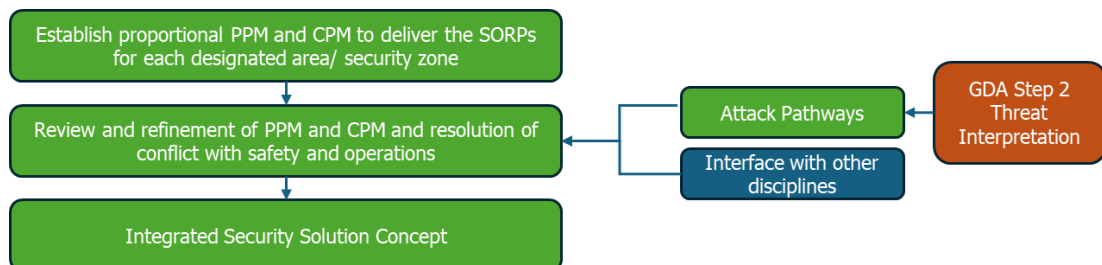 Establish proportional PPM and CPM to deliver the SORPs
for each designated area/ security zone
Review and refinement of PPM and CPM and resolution of
conflict with safety and operations
Integrated Security Solution Concept
Attack Pathways
Interface with other
disciplines
GDA Step 2
Threat
Interpretation